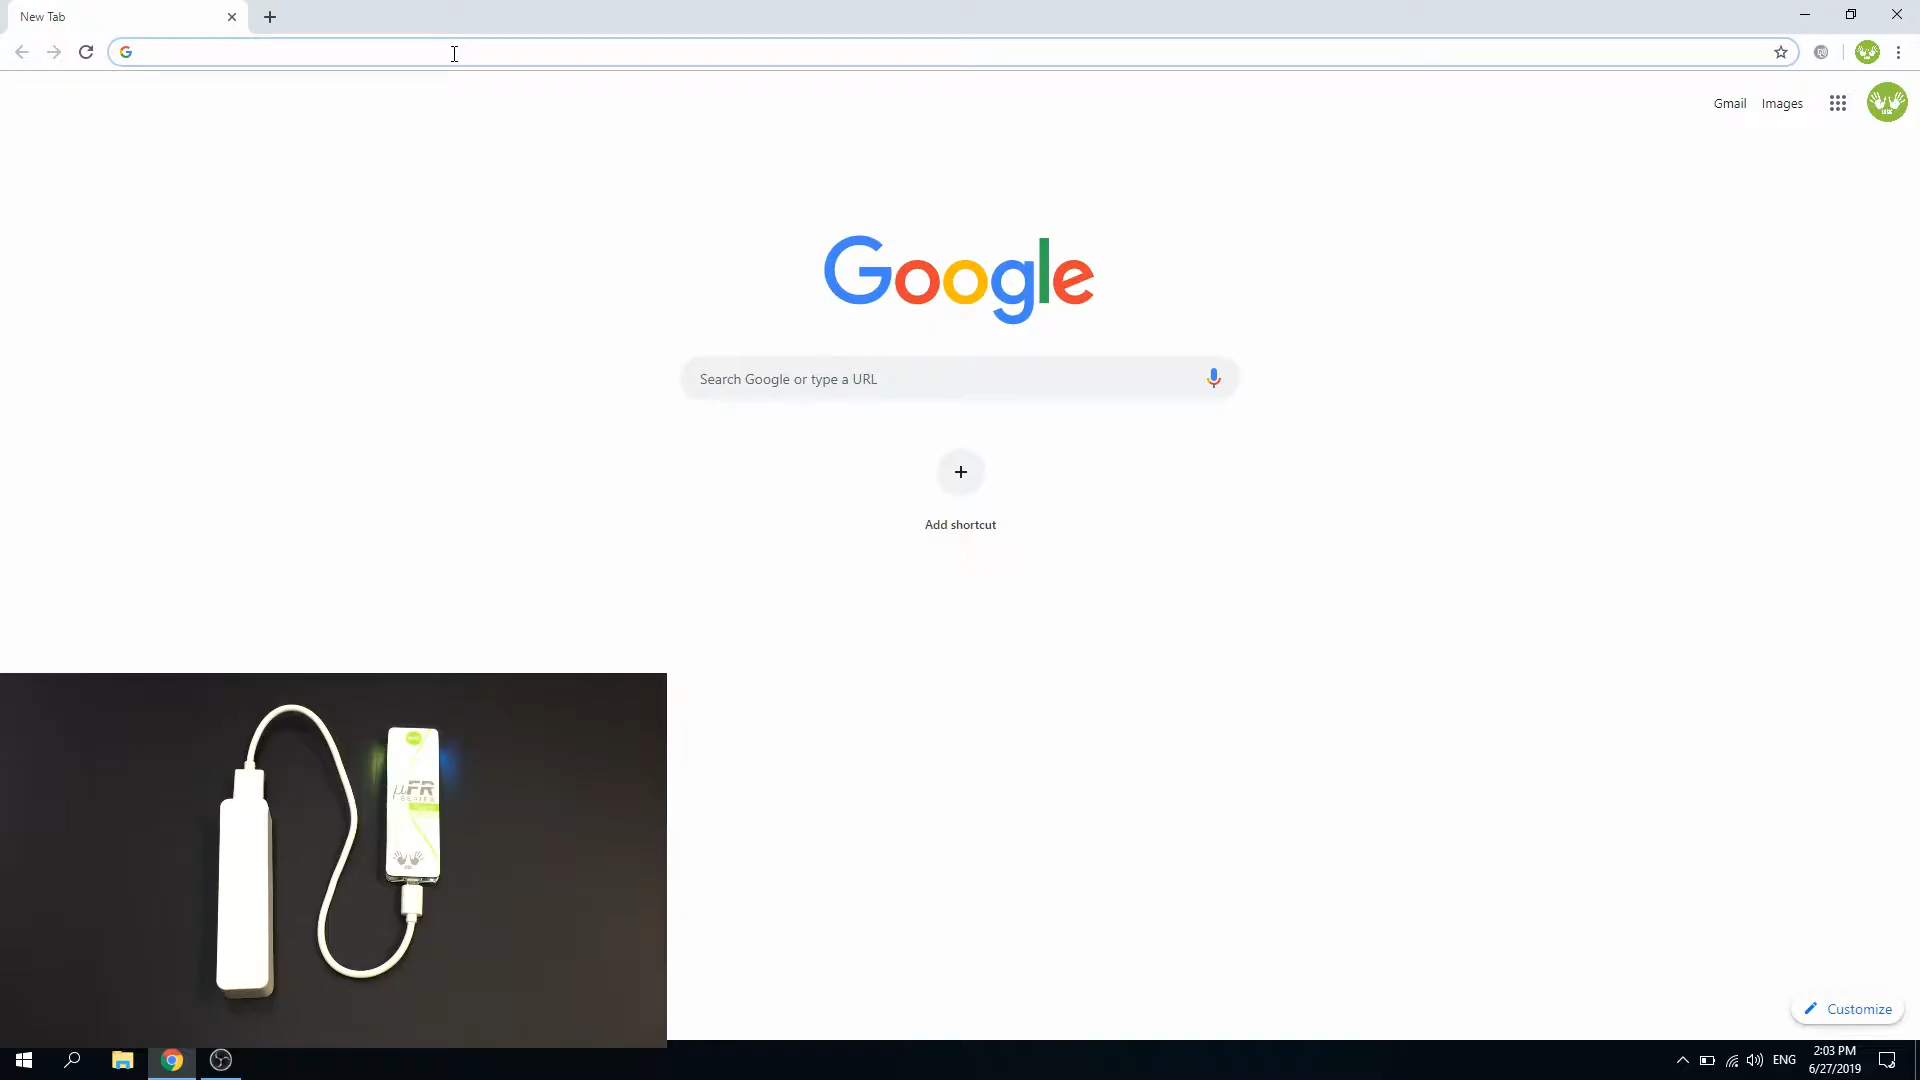 New Tab
Gmail
Images
Google
Search Google or type a URL
Add shortcut
µFR
SERIES
Customize
ENG
2:03 PM
6/27/2019